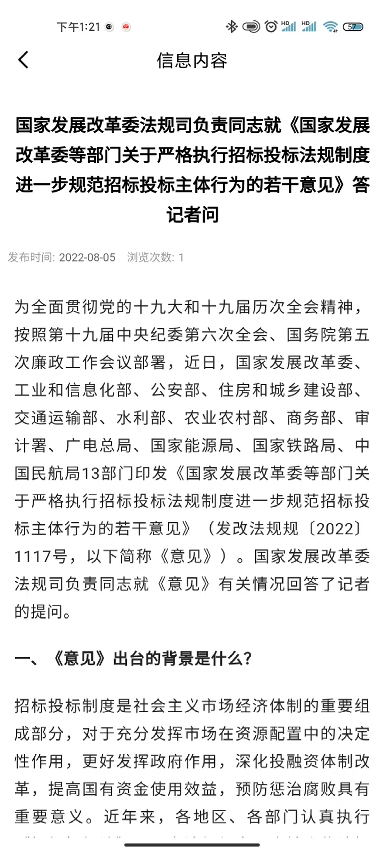 下午1:21
57
信息内容
国家发展改革委法规司负责同志就《国家发展
改革委等部门关于严格执行招标投标法规制度
进一步规范招标投标主体行为的若干意见》答
记者问
发布时间: 2022-08-05 浏览次数: 1
为全面贯彻党的十九大和十九届历次全会精神，
按照第十九届中央纪委第六次全会、国务院第五
次廉政工作会议部署，近日，国家发展改革委、
工业和信息化部、公安部、住房和城乡建设部、
交通运输部、水利部、农业农村部、商务部、审
计署、广电总局、国家能源局、国家铁路局、中
国民航局13部门印发《国家发展改革委等部门关
于严格执行招标投标法规制度进一步规范招标投
标主体行为的若干意见》（发改法规规〔2022〕
1117号，以下简称《意见》）。国家发展改革委
法规司负责同志就《意见》有关情况回答了记者
的提问。
一、《意见》出台的背景是什么？
招标投标制度是社会主义市场经济体制的重要组
成部分，对于充分发挥市场在资源配置中的决定
性作用，更好发挥政府作用，深化投融资体制改
革，提高国有资金使用效益，预防惩治腐败具有
重要意义。近年来，各地区、各部门认真执行